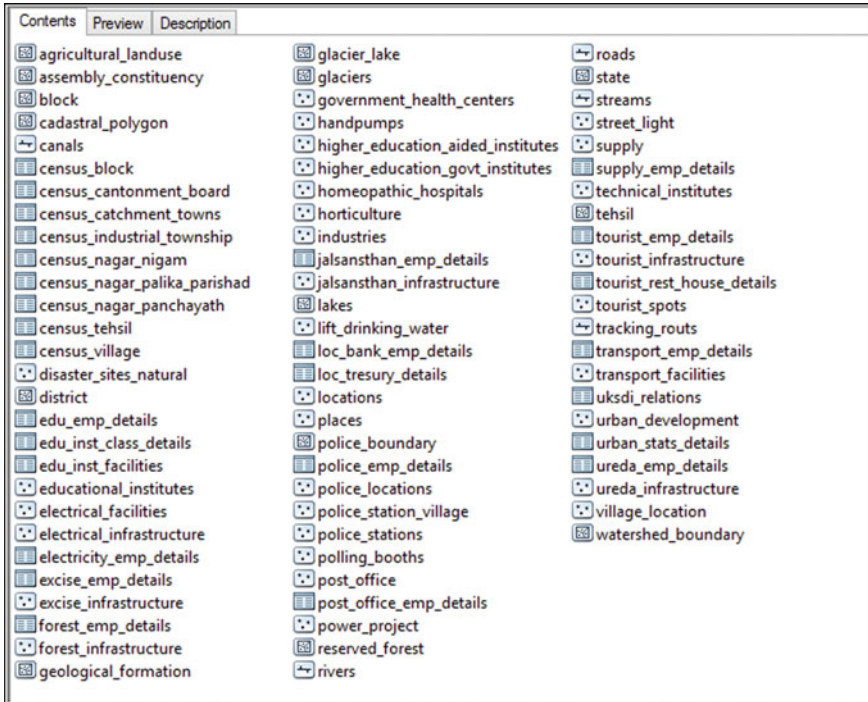 Contents Preview Description
agricultural_landuse
assembly_constituency
block
cadastral_polygon
canals
census_block
census_cantonment_board
census_catchment_towns
census_industrial_township
census_nagar_nigam
census_nagar_palika_parishad
census_nagar_panchayath
census_tehsil
census_village
disaster_sites_natural
district
edu_emp_details
edu_inst_class_details
edu_inst_facilities
educational_institutes
electrical_facilities
electrical_infrastructure
electricity_emp_details
excise_emp_details
excise_infrastructure
forest_emp_details
forest_infrastructure
geological_formation
glacier_lake
glaciers
government_health_centers
handpumps
higher_education_aided_institutes
higher_education_govt_institutes
homeopathic_hospitals
horticulture
industries
jalsansthan_emp_details
jalsansthan_infrastructure
lakes
lift_drinking_water
loc_bank_emp_details
loc_tresury_details
locations
places
police_boundary
police_emp_details
police_locations
police_station_village
police_stations
polling_booths
post_office
post_office_emp_details
power_project
reserved_forest
rivers
roads
state
streams
street_light
supply
supply_emp_details
technical_institutes
tehsil
tourist_emp_details
tourist_infrastructure
tourist_rest_house_details
tourist_spots
tracking_routs
transport_emp_details
transport_facilities
uksdi_relations
urban_development
urban_stats_details
ureda_emp_details
ureda_infrastructure
village_location
watershed_boundary